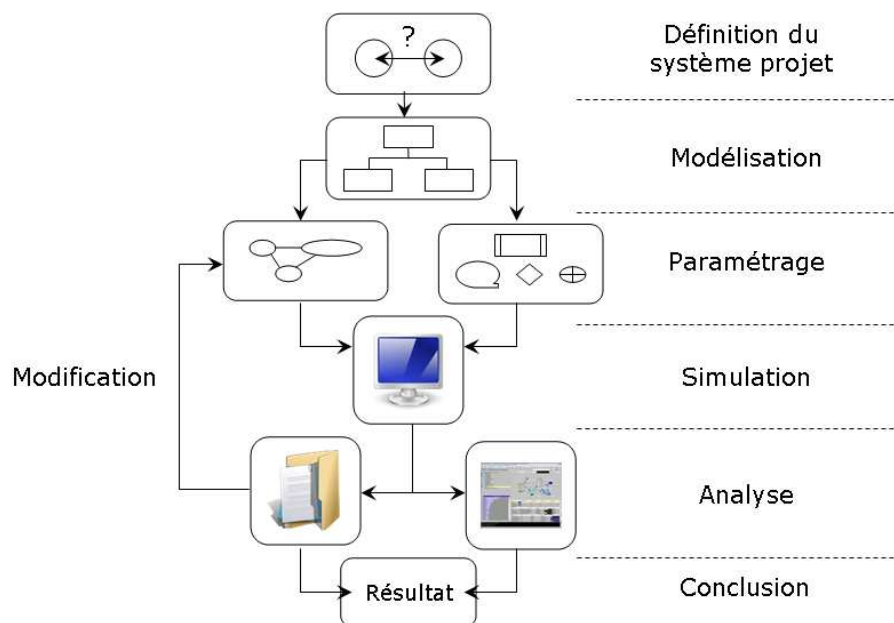 ?
Définition du
système projet
Modélisation
Paramétrage
Modification
Simulation
Analyse
Résultat
Conclusion